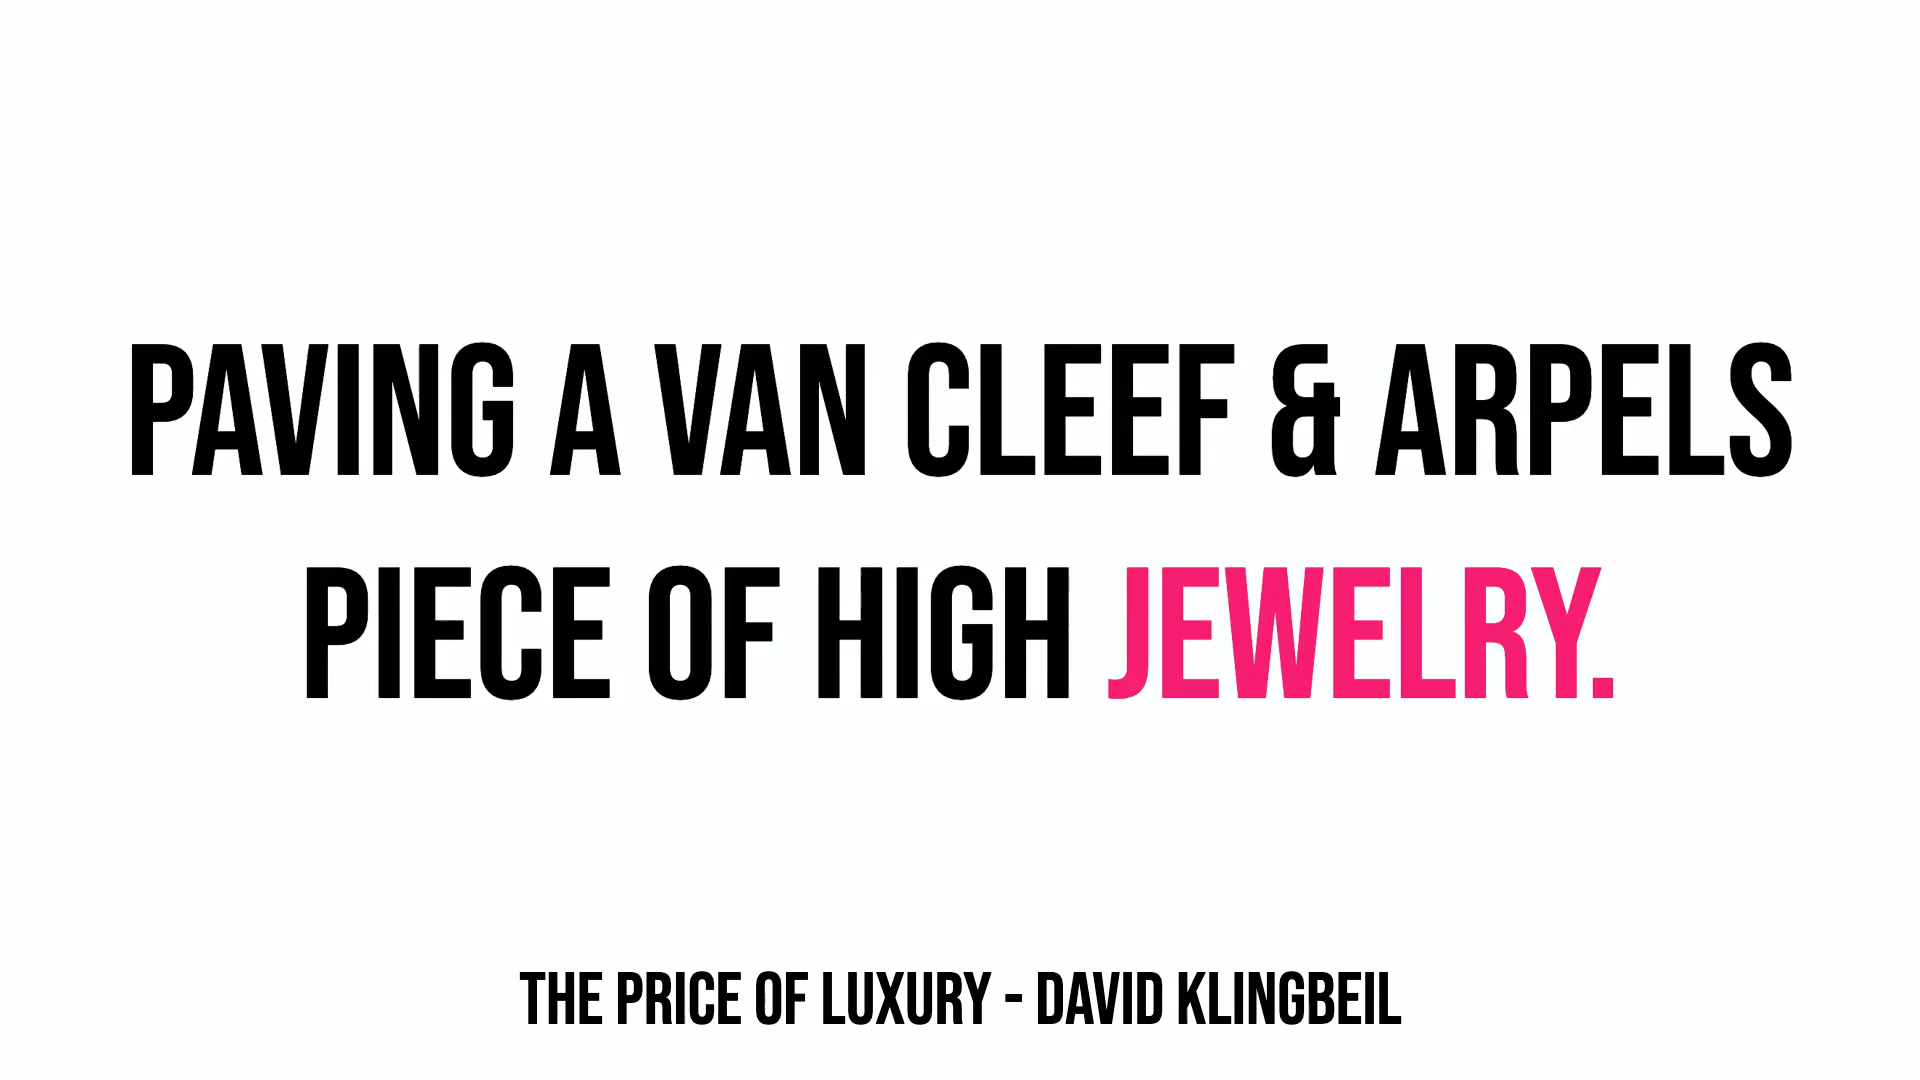 PAVING A VAN CLEEF & ARPELS
PIECE OF HIGH JEWELRY.
THE PRICE OF LUXURY - DAVID KLINGBEIL